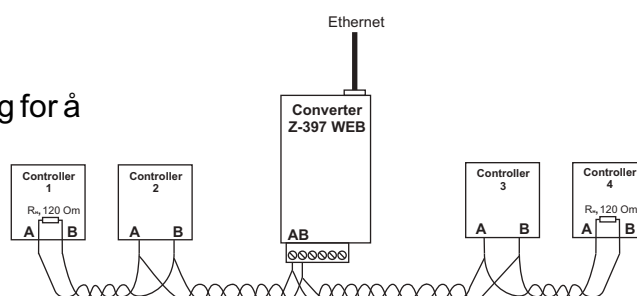 Ethernet
g for å
Converter
Z-397 WEB
Controller
1
Controller
2
Controller
3
Controller
4
120 Om
120 Om
A B
A B
AB
A B
A B